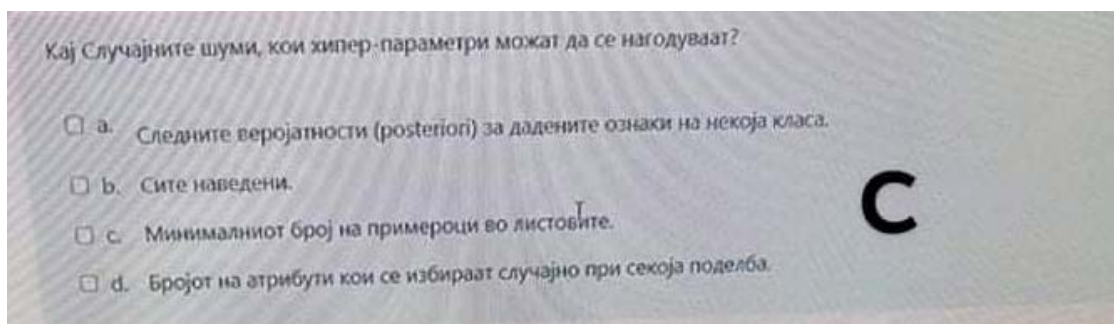 Кај Случајните шуми, кои хипер-параметри можат да се нагодуваат?
a. Следните веројатности (posteriori) за дадените ознаки на некоја класа.
b. Сите наведени.
c. Минималниот број на примероци во листовите.
C
d. Бројот на атрибути кои се избираат случајно при секоја поделба.